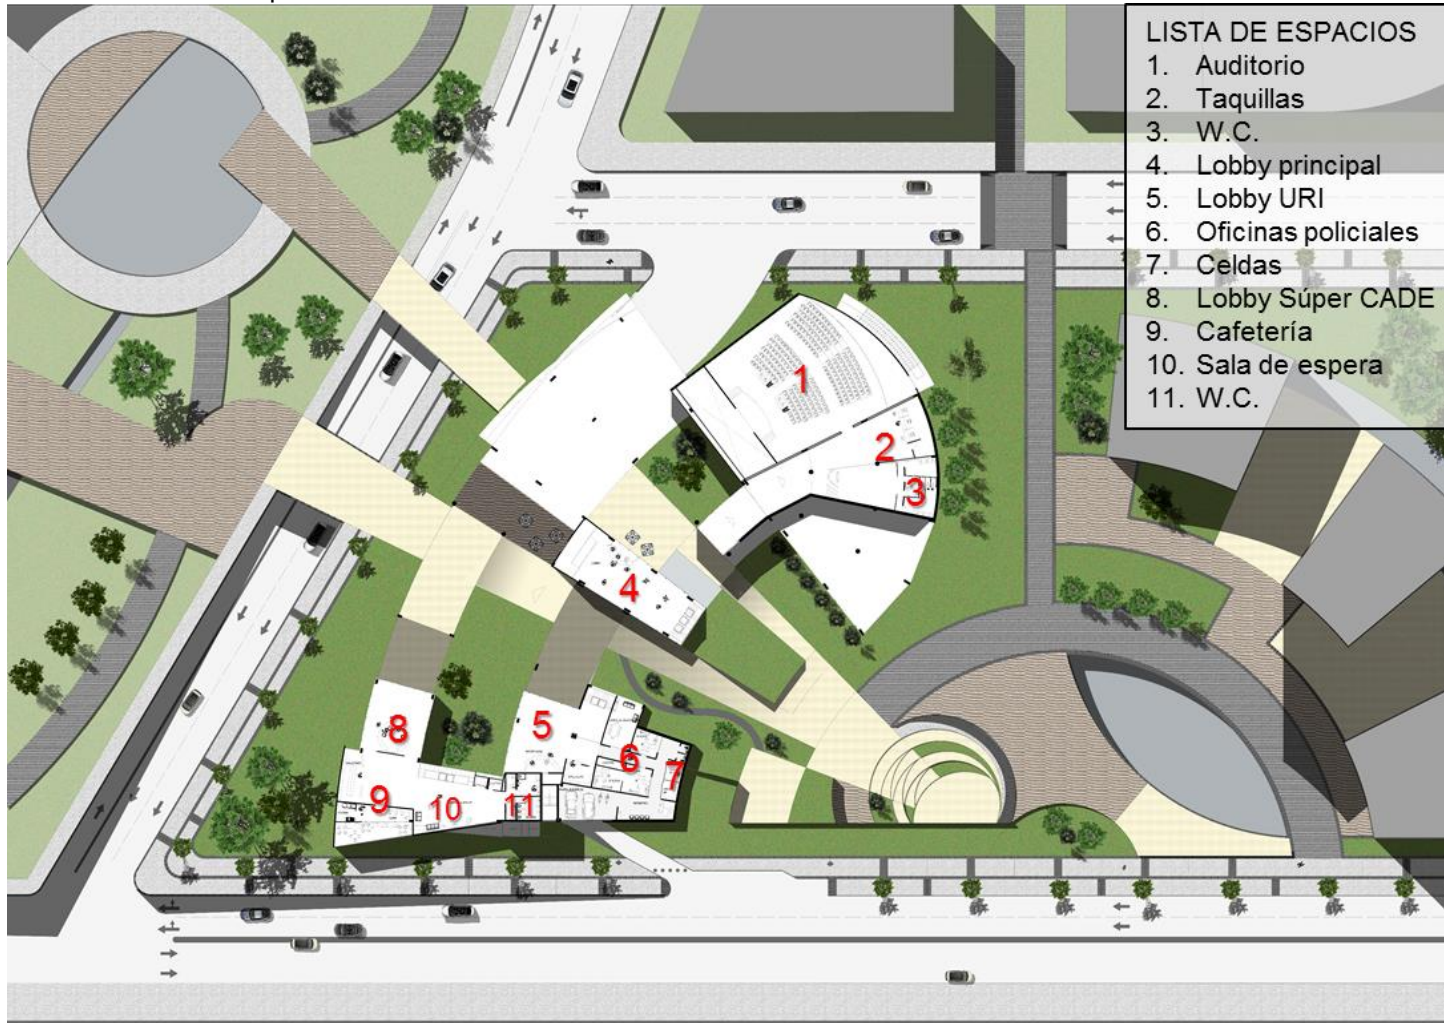 LISTA DE ESPACIOS
1. Auditorio
2. Taquillas
3. W.C.
4. Lobby principal
5. Lobby URI
6. Oficinas policiales
7. Celdas
8. Lobby Súper CADE
9. Cafetería
10. Sala de espera
11. W.C.
1
2
3
4
5
6
7
8
9
10
11